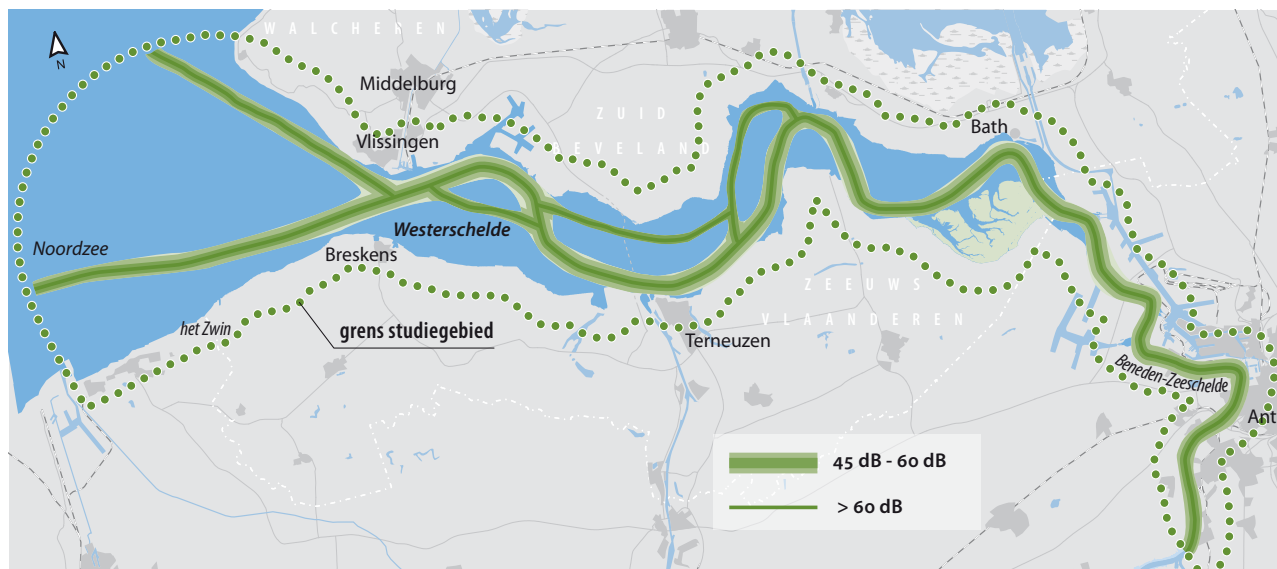 WALCHEREN
N
Middelburg
Vlissingen
ZUID
BEVELAND
Bath
Noordzee
Westerschelde
Breskens
het Zwin
grens studiegebied
ZEEUWS
VLAANDEREN
Terneuzen
Beneden-Zeeschelde
Ant
45 dB - 60 dB
> 60 dB